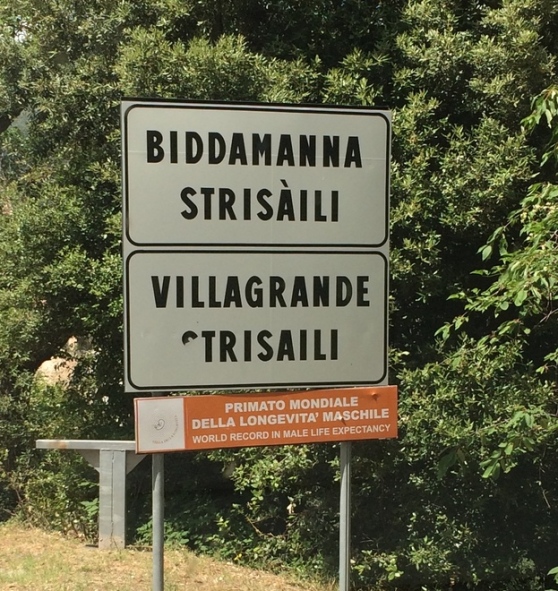 BIDDAMANNA
STRISÀILI
VILLAGRANDE
STRISAILI
PRIMATO MONDIALE
DELLA LONGEVITA' MASCHILE
WORLD RECORD IN MALE LIFE EXPECTANCY